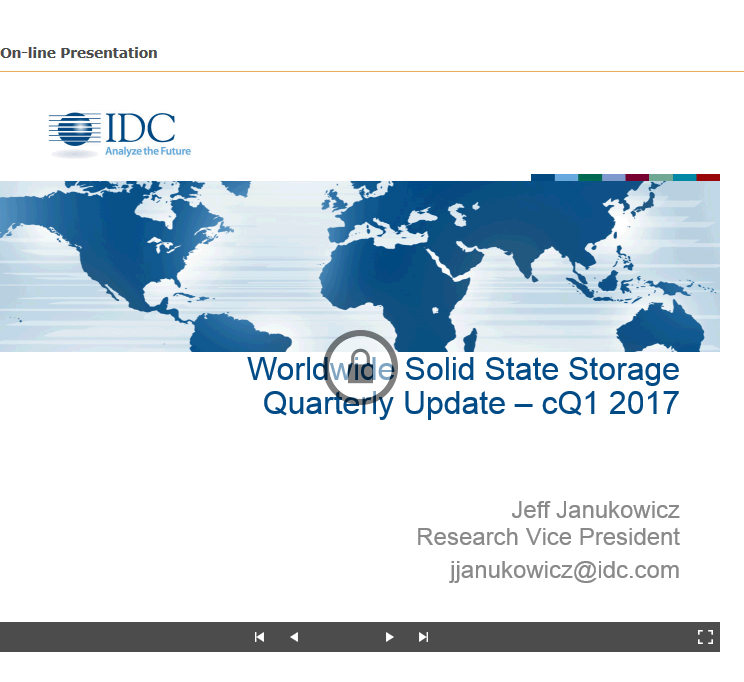 On-line Presentation
IDC
Analyze the Future
Worldwide Solid State Storage
Quarterly Update – cQ1 2017
Jeff Janukowicz
Research Vice President
jjanukowicz@idc.com